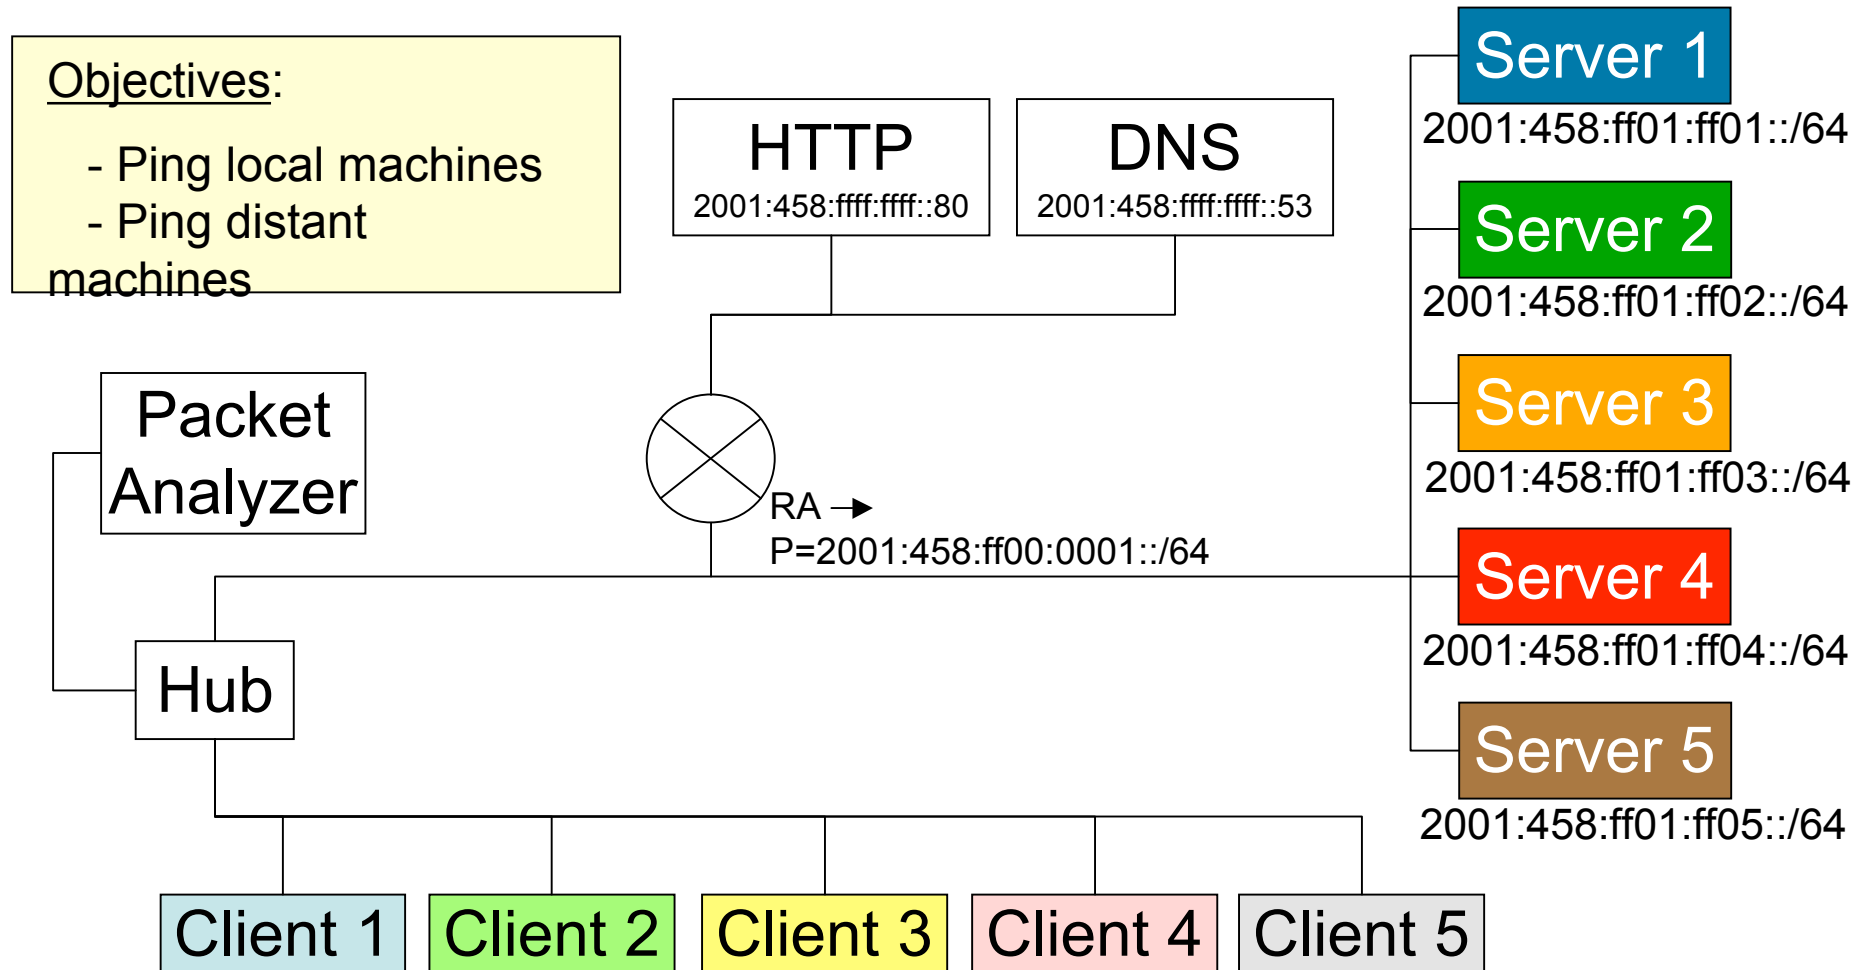 Objectives:
- Ping local machines
- Ping distant
machines
HTTP
2001:458:ffff:ffff::80
DNS
2001:458:ffff:ffff::53
Server 1
2001:458:ff01:ff01::/64
Server 2
2001:458:ff01:ff02::/64
Server 3
2001:458:ff01:ff03::/64
Server 4
2001:458:ff01:ff04::/64
Server 5
2001:458:ff01:ff05::/64
Packet
Analyzer
RA →
P=2001:458:ff00:0001::/64
Hub
Client 1
Client 2
Client 3
Client 4
Client 5